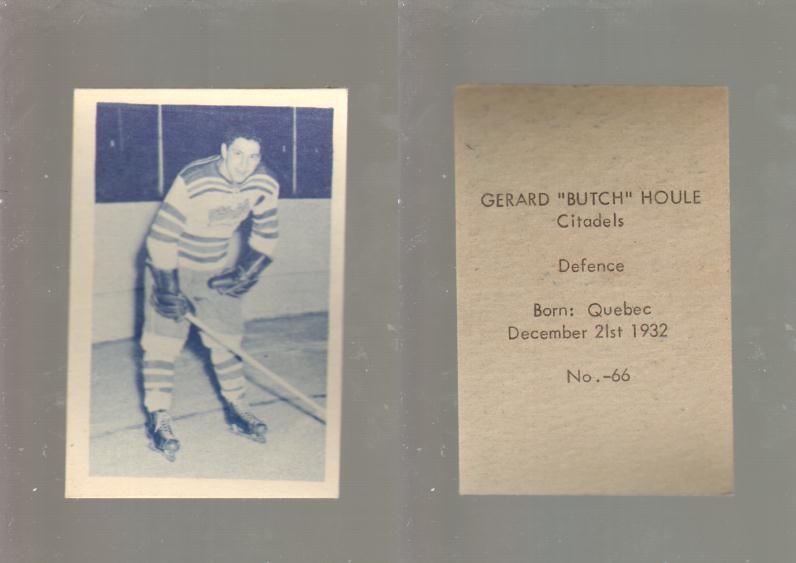 GERARD "BUTCH" HOULE
Citadels
Defence
Born: Quebec
December 21st 1932
No.-66